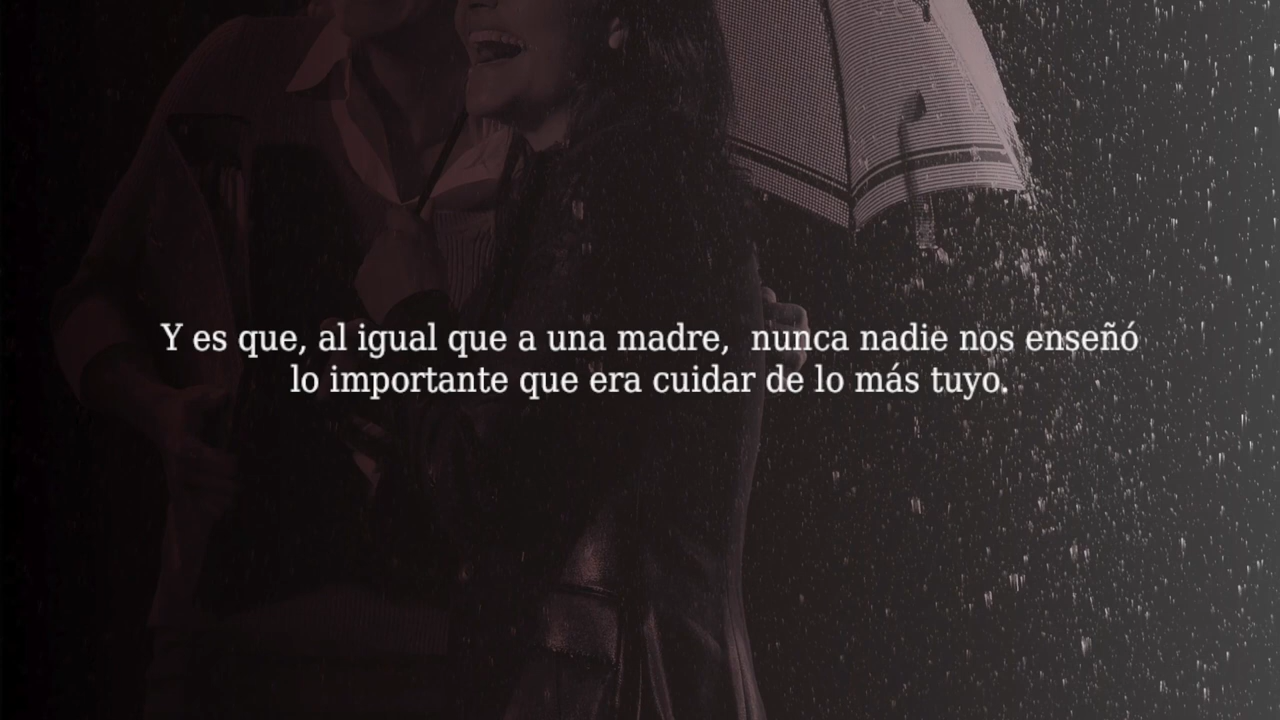 Y es que, al igual que a una madre, nunca nadie nos enseñó
lo importante que era cuidar de lo más tuyo.